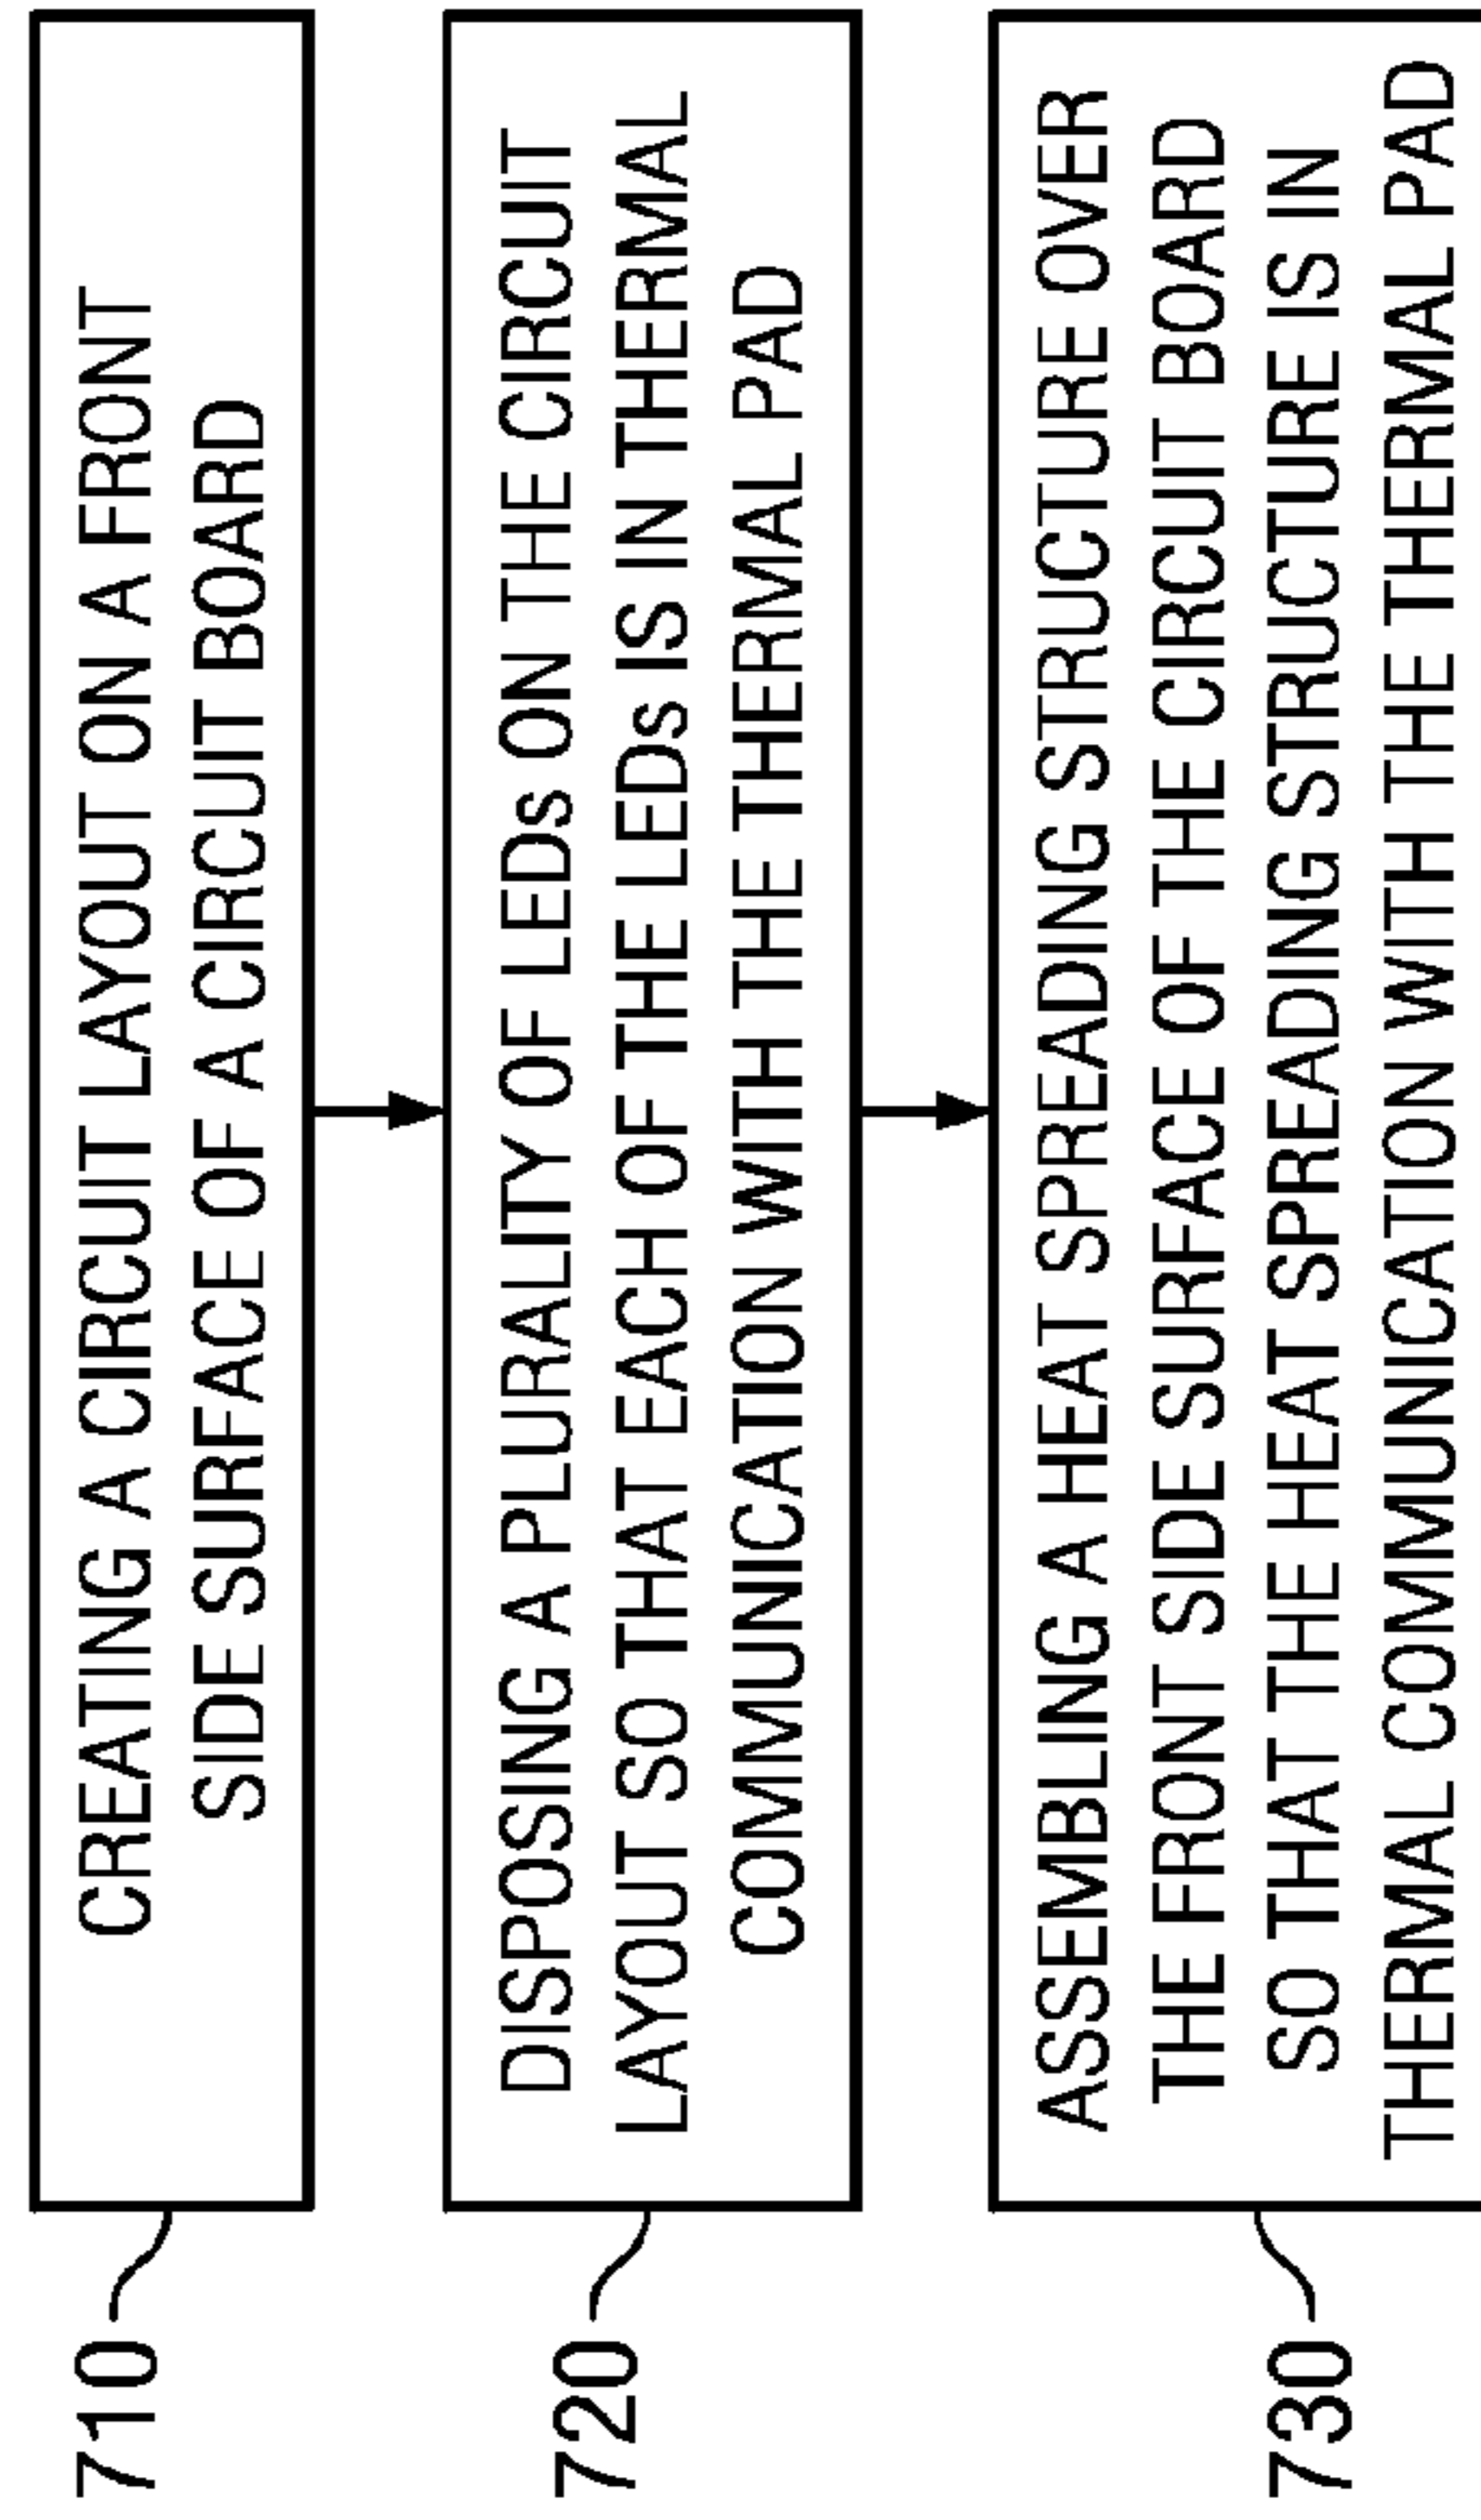 710
CREATING A CIRCUIT LAYOUT ON A FRONT
SIDE SURFACE OF A CIRCUIT BOARD
720
DISPOSING A PLURALITY OF LEDs ON THE CIRCUIT
LAYOUT SO THAT EACH OF THE LEDs IS IN THERMAL
COMMUNICATION WITH THE THERMAL PAD
730
ASSEMBLING A HEAT SPREADING STRUCTURE OVER
THE FRONT SIDE SURFACE OF THE CIRCUIT BOARD
SO THAT THE HEAT SPREADING STRUCTURE IS IN
THERMAL COMMUNICATION WITH THE THERMAL PAD